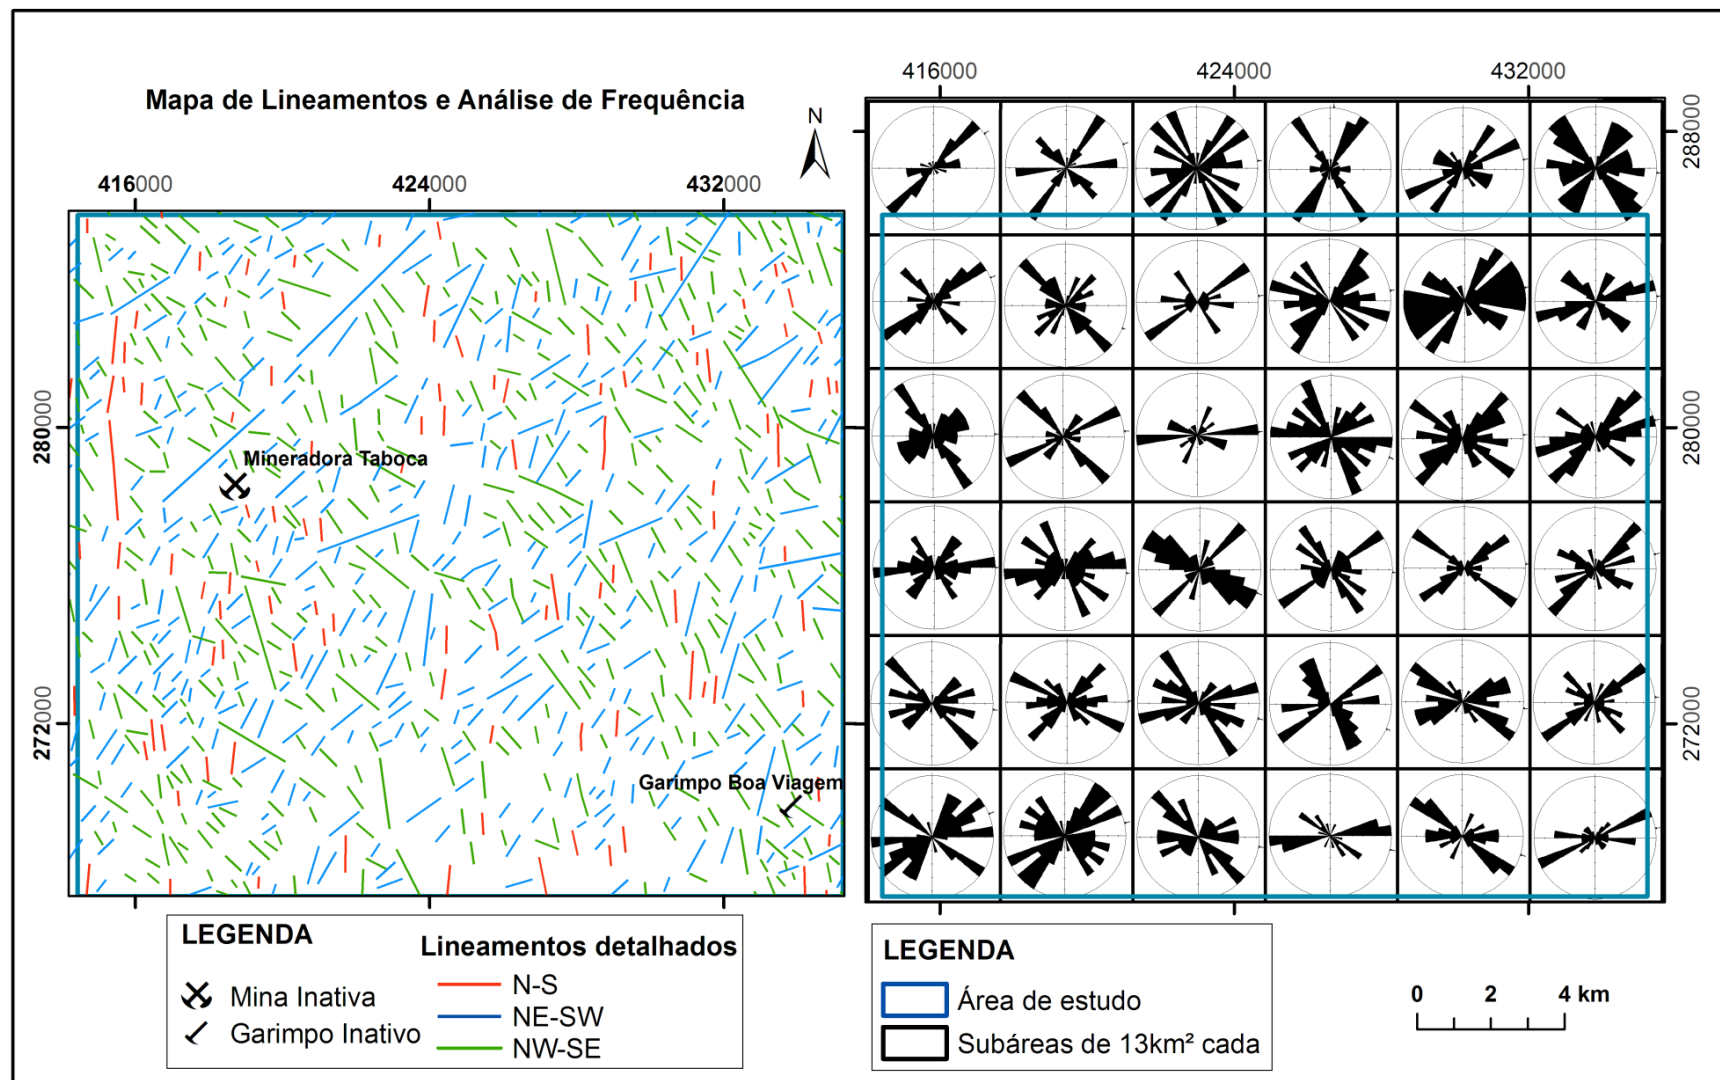 Mapa de Lineamentos e Análise de Frequência
N
416000
424000
432000
280000
272000
Mineradora Taboca
Garimpo Boa Viagem
416000
424000
432000
288000
280000
272000
LEGENDA
Mina Inativa
Garimpo Inativo
Lineamentos detalhados
N-S
NE-SW
NW-SE
LEGENDA
Área de estudo
Subáreas de 13km² cada
0 2 4 km